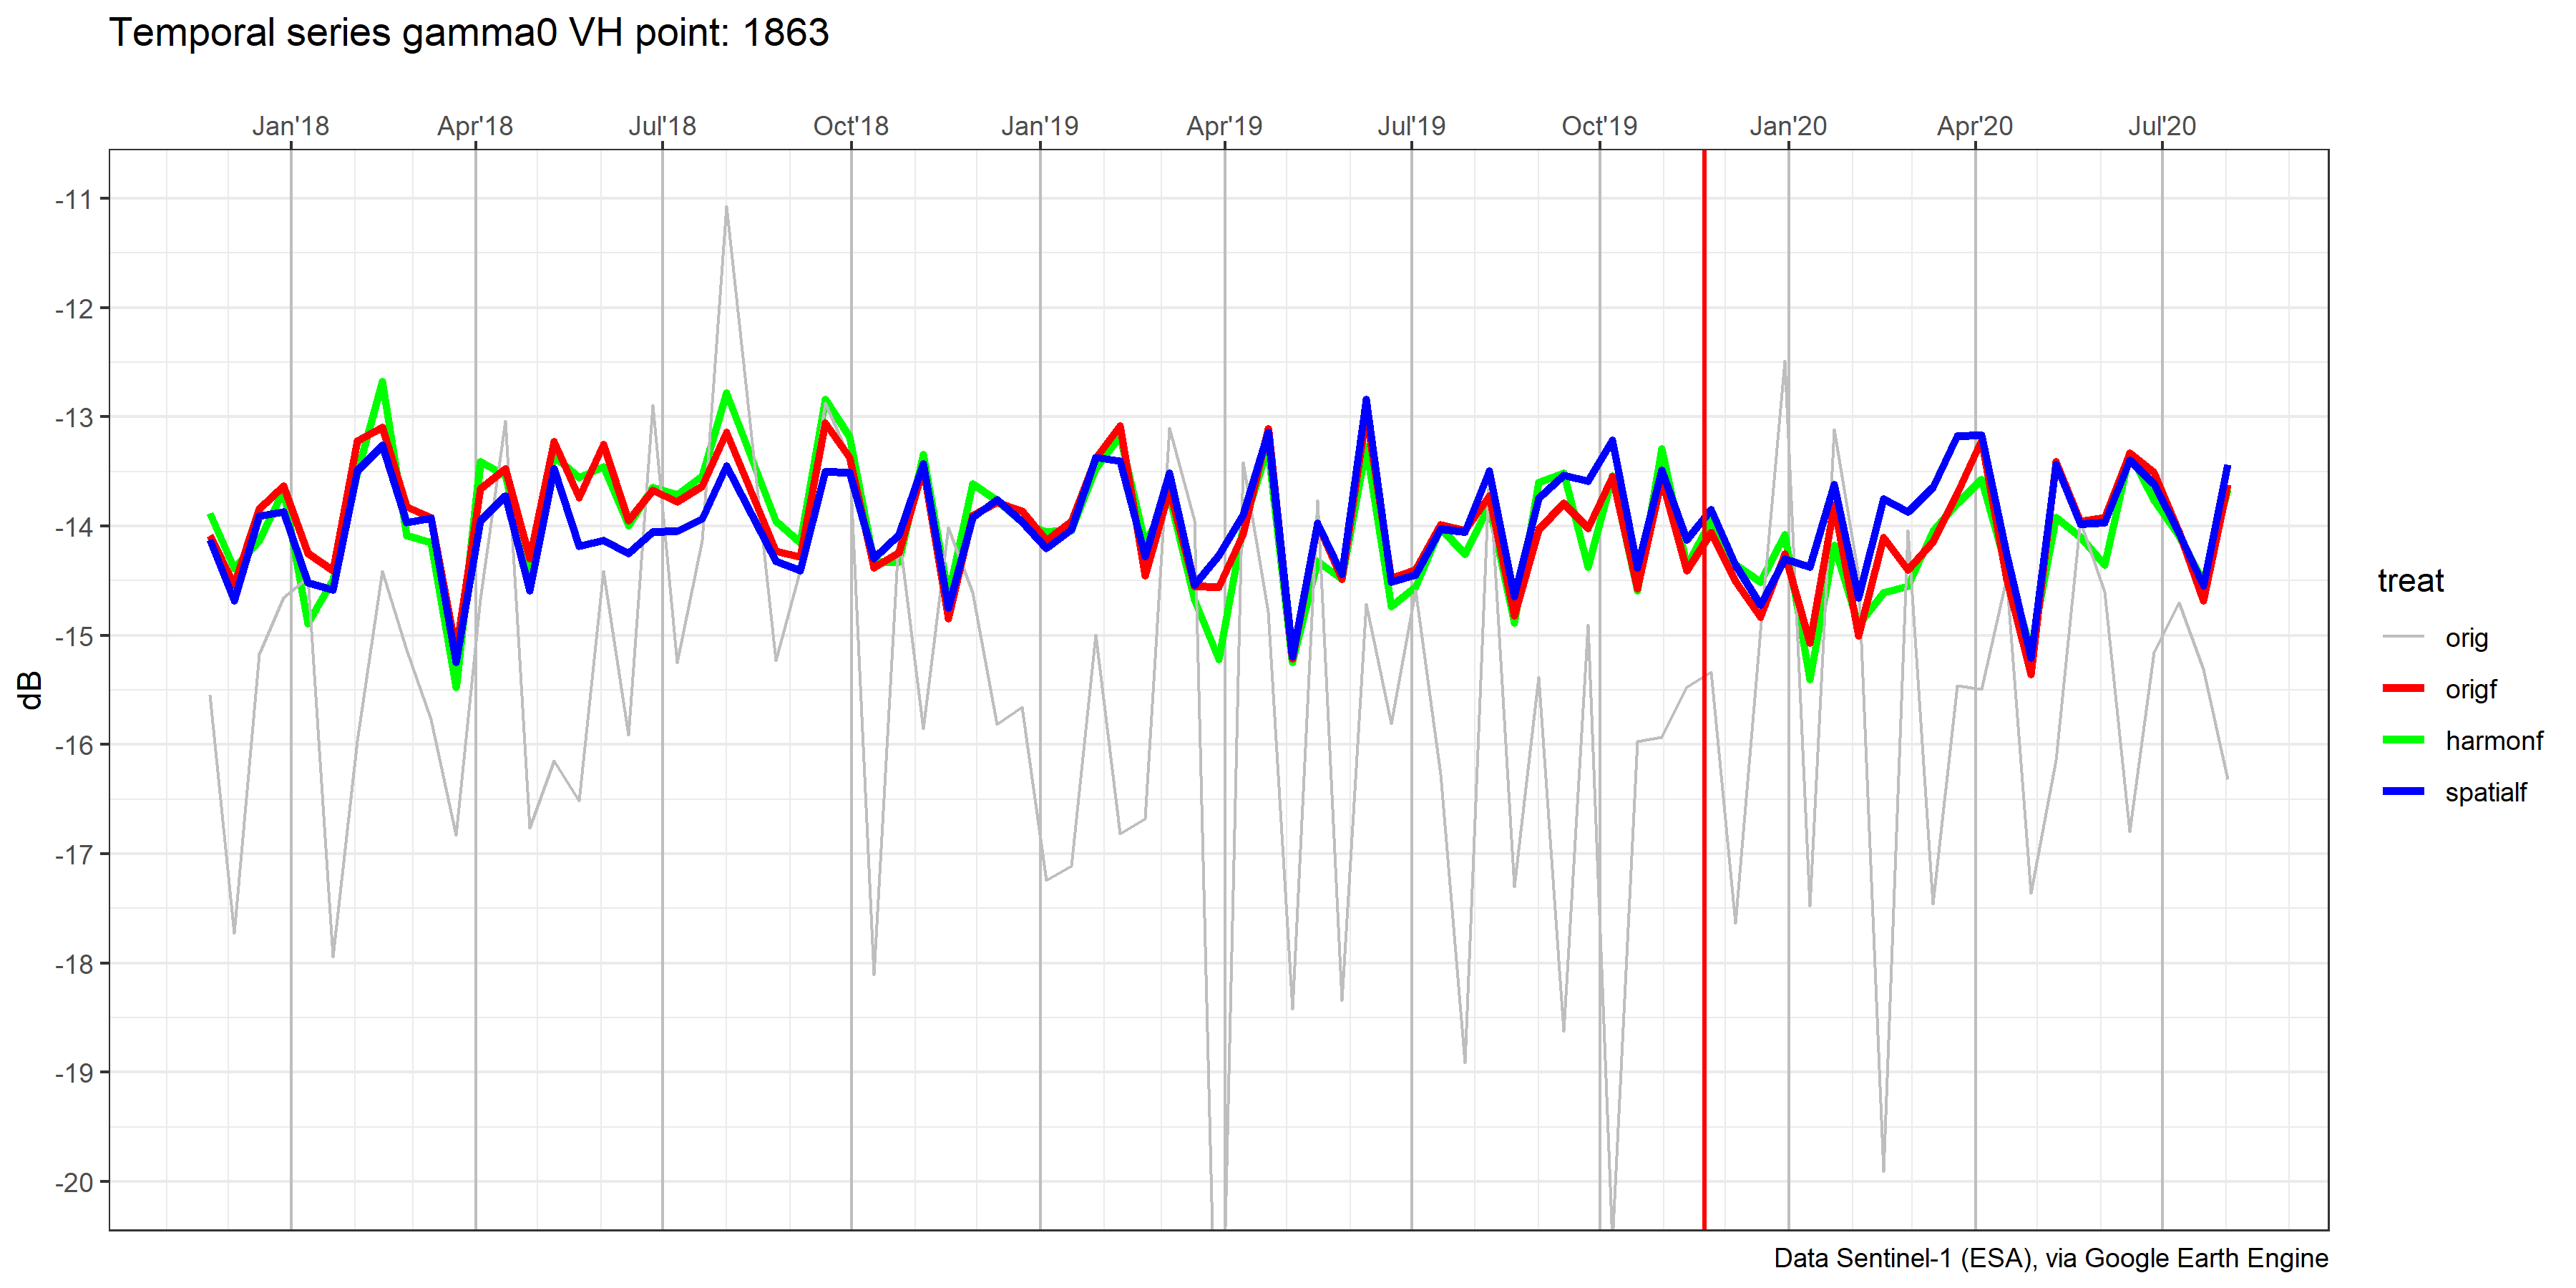 Temporal series gamma0 VH point: 1863
Jan'18 Apr'18 Jul'18 Oct'18 Jan'19 Apr'19 Jul'19 Oct'19 Jan'20 Apr'20 Jul'20
-11
-12
-13
-14
-15
-16
-17
-18
-19
-20
dB
treat
orig
origf
harmonf
spatialf
Data Sentinel-1 (ESA), via Google Earth Engine